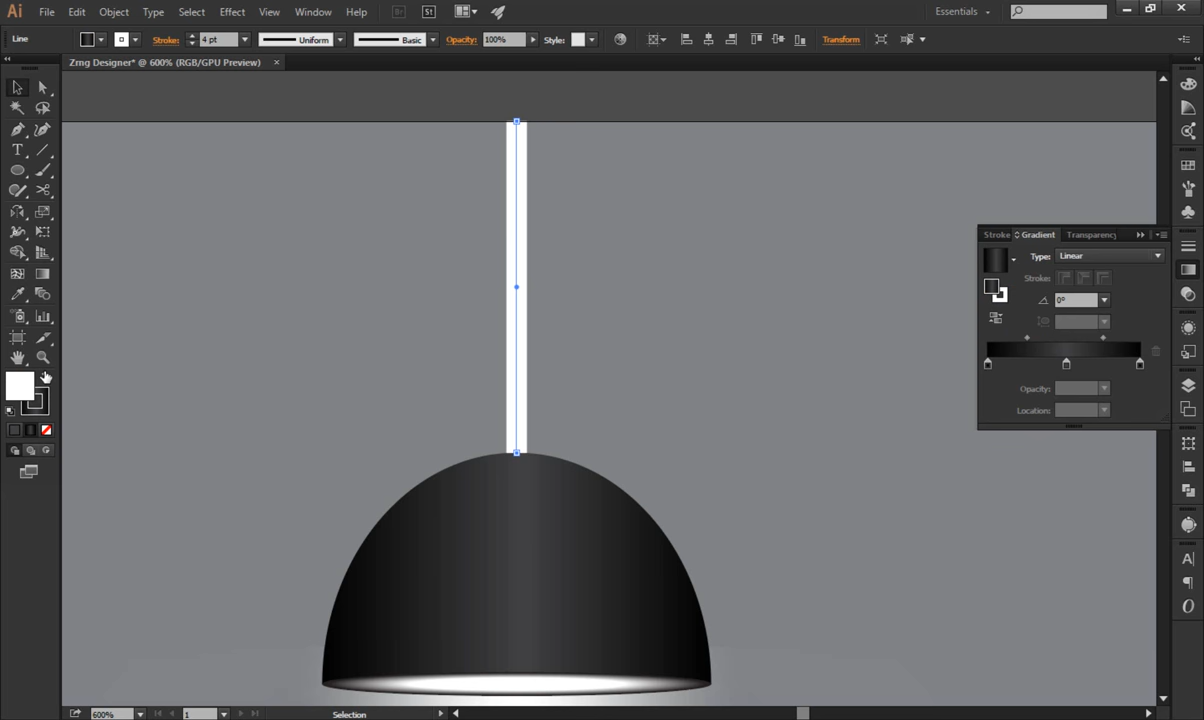 Ai File Edit Object Type Select Effect View Window Help Br St Essentials
Line Stroke: 4 pt Uniform Basic Opacity: 100% Style: Transform
Zrng Designer* @ 600% (RGB/GPU Preview) ×
Stroke Gradient Transparency
Type: Linear
Stroke:
0°
Opacity:
Location:
600% 1 Selection